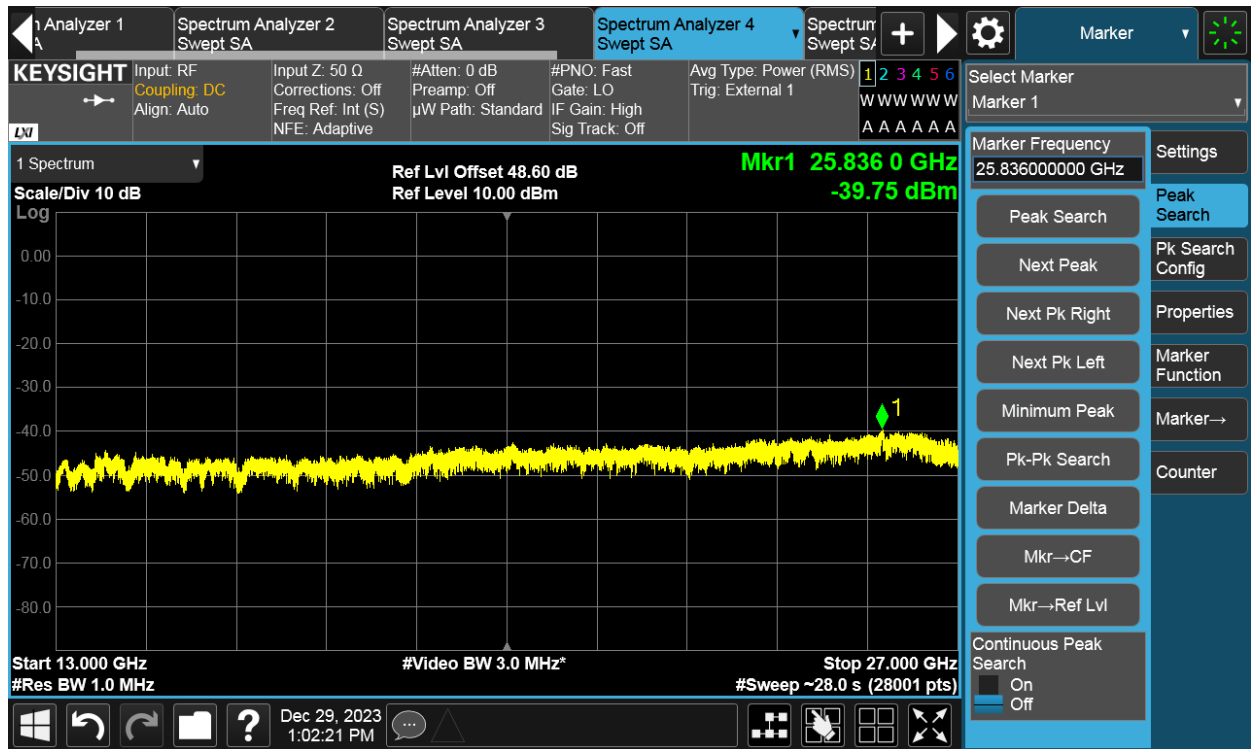 n Analyzer 1
A
Spectrum Analyzer 2
Swept SA
Spectrum Analyzer 3
Swept SA
Spectrum Analyzer 4
Swept SA
Spectrum
Swept SA
+
Marker
KEYSIGHT
LXI
Input: RF
Coupling: DC
Align: Auto
Input Z: 50 Ω
Corrections: Off
Freq Ref: Int (S)
NFE: Adaptive
#Atten: 0 dB
Preamp: Off
µW Path: Standard
#PNO: Fast
Gate: LO
IF Gain: High
Sig Track: Off
Avg Type: Power (RMS)
Trig: External 1
1 2 3 4 5 6
W W W W W W
A A A A A A
Select Marker
Marker 1
1 Spectrum
Scale/Div 10 dB
Log
Ref Lvl Offset 48.60 dB
Ref Level 10.00 dBm
Mkr1 25.836 0 GHz
-39.75 dBm
0.00
-10.0
-20.0
-30.0
-40.0
-50.0
-60.0
-70.0
-80.0
1
Start 13.000 GHz
#Res BW 1.0 MHz
#Video BW 3.0 MHz*
Stop 27.000 GHz
#Sweep ~28.0 s (28001 pts)
Marker Frequency
25.836000000 GHz
Peak Search
Next Peak
Next Pk Right
Next Pk Left
Minimum Peak
Pk-Pk Search
Marker Delta
Mkr→CF
Mkr→Ref Lvl
Continuous Peak
Search
On
Off
Settings
Peak
Search
Pk Search
Config
Properties
Marker
Function
Marker→
Counter
?
Dec 29, 2023
1:02:21 PM